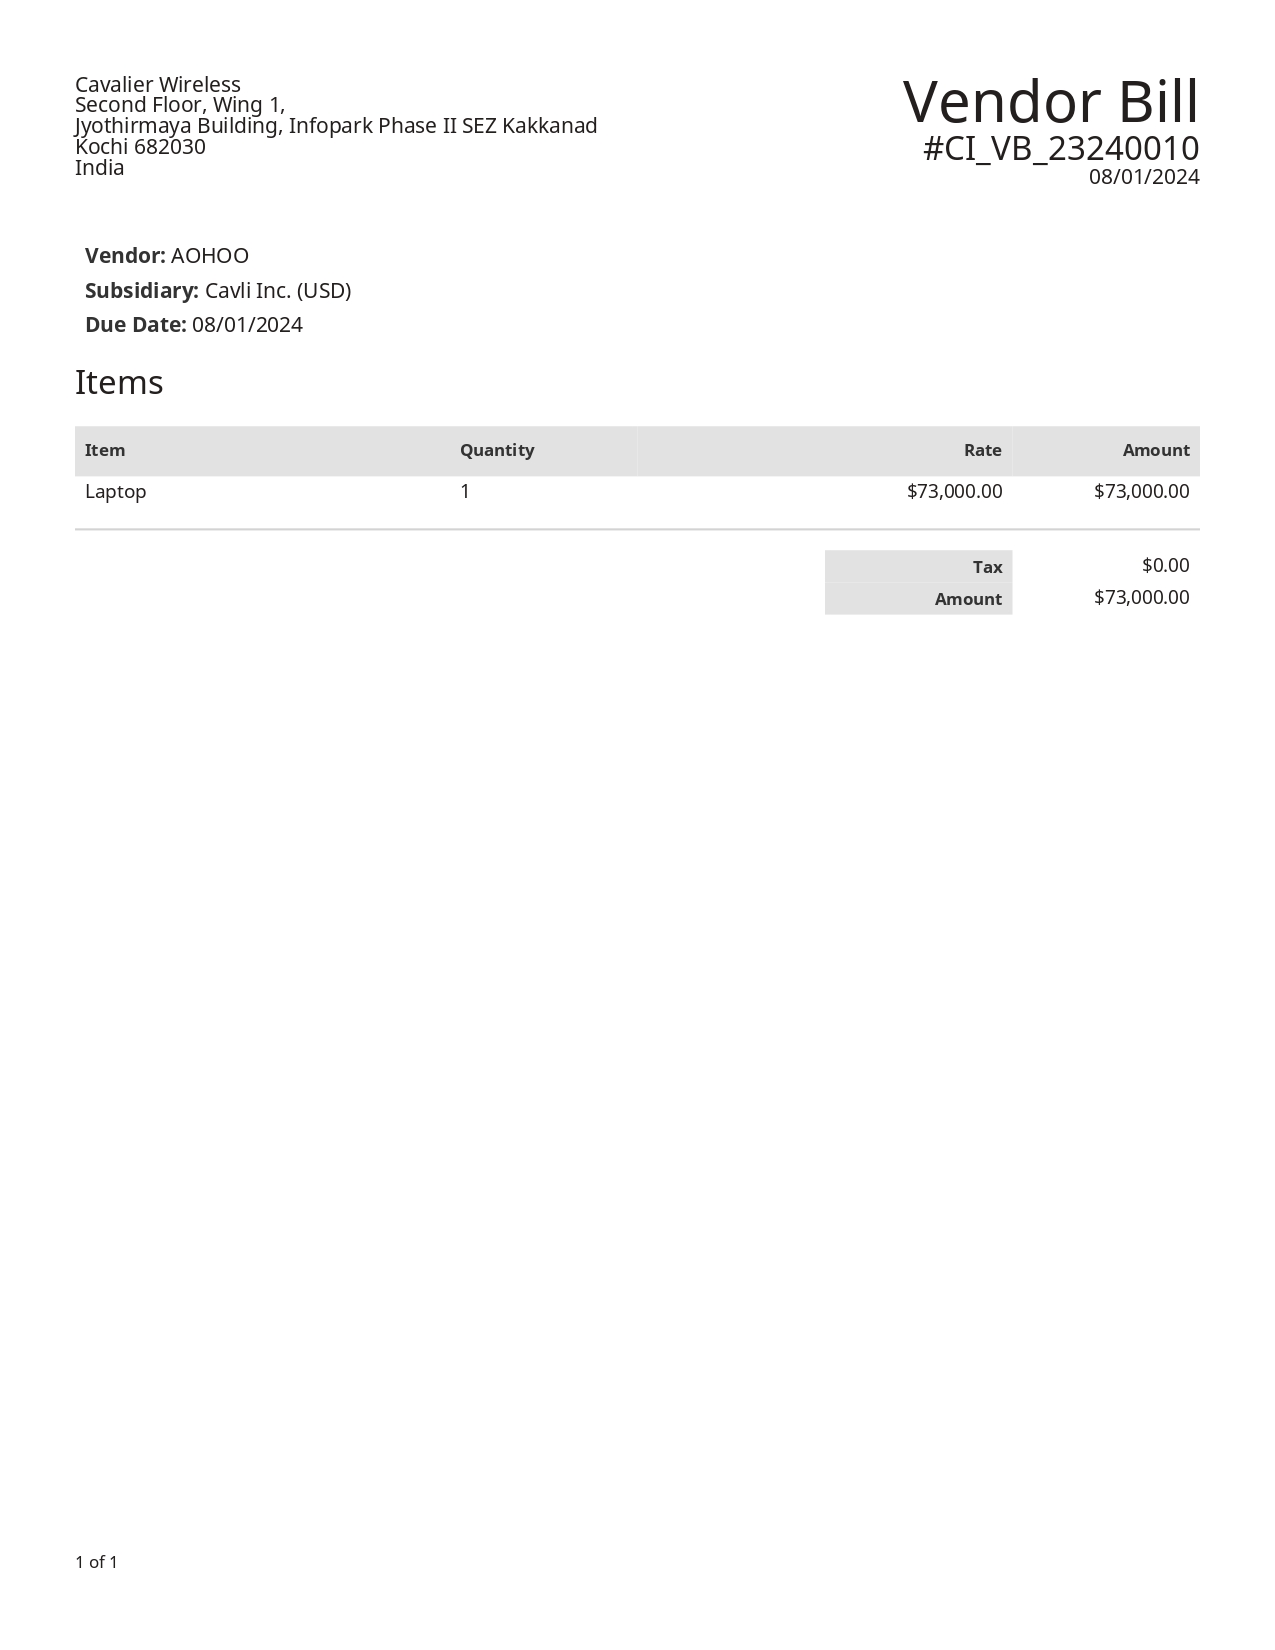 Cavalier Wireless
Second Floor, Wing 1,
Jyothirmaya Building, Infopark Phase II SEZ Kakkanad
Kochi 682030
India
Vendor Bill
#CI_VB_23240010
08/01/2024
Vendor: AOHOO
Subsidiary: Cavli Inc. (USD)
Due Date: 08/01/2024
Items
Item Quantity Rate Amount
Laptop 1 $73,000.00 $73,000.00
Tax $0.00
Amount $73,000.00
1 of 1